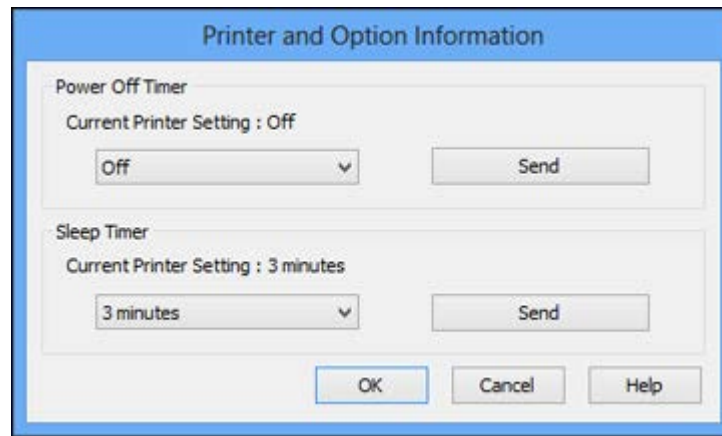 Printer and Option Information
Power Off Timer
Current Printer Setting : Off
Off Send
Sleep Timer
Current Printer Setting : 3 minutes
3 minutes Send
OK Cancel Help